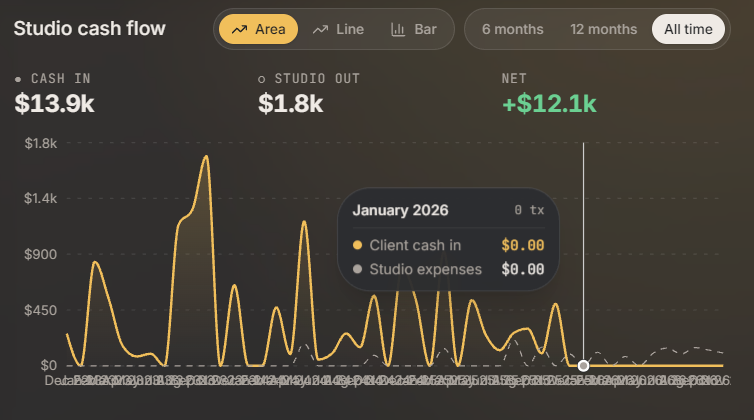 Studio cash flow
Area
Line
Bar
6 months
12 months
All time
CASH IN
$13.9k
STUDIO OUT
$1.8k
NET
+$12.1k
$1.8k
$1.4k
$900
$450
$0
January 2026
0 tx
Client cash in
$0.00
Studio expenses
$0.00